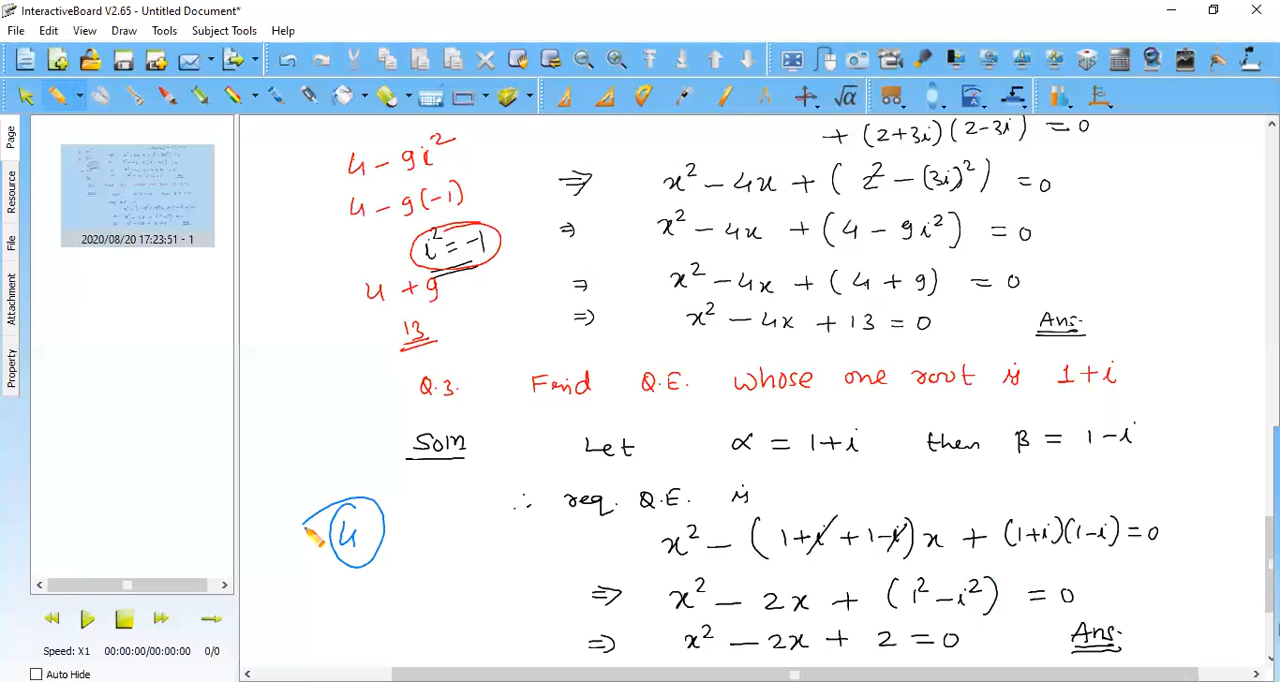 InteractiveBoard V2.65 - Untitled Document*
File Edit View Draw Tools Subject Tools Help
Page
Resource
File
Attachment
Property
2020/08/20 17:23:51 - 1
Speed: X1 00:00:00/00:00:00 0/0
Auto Hide
4 - 9i²
4 - 9(-1)
i² = -1
4 + 9
13
+ (2+3i)(2-3i) = 0
⇒ x² - 4x + (2² - (3i)²) = 0
⇒ x² - 4x + (4 - 9i²) = 0
⇒ x² - 4x + (4 + 9) = 0
⇒ x² - 4x + 13 = 0 Ans.
Q.3. Find Q.E. whose one root is 1+i
Soln Let α = 1+i then β = 1-i
∴ req. Q.E. is
x² - (1+i + 1-i)x + (1+i)(1-i) = 0
⇒ x² - 2x + (1² - i²) = 0
⇒ x² - 2x + 2 = 0 Ans.
4